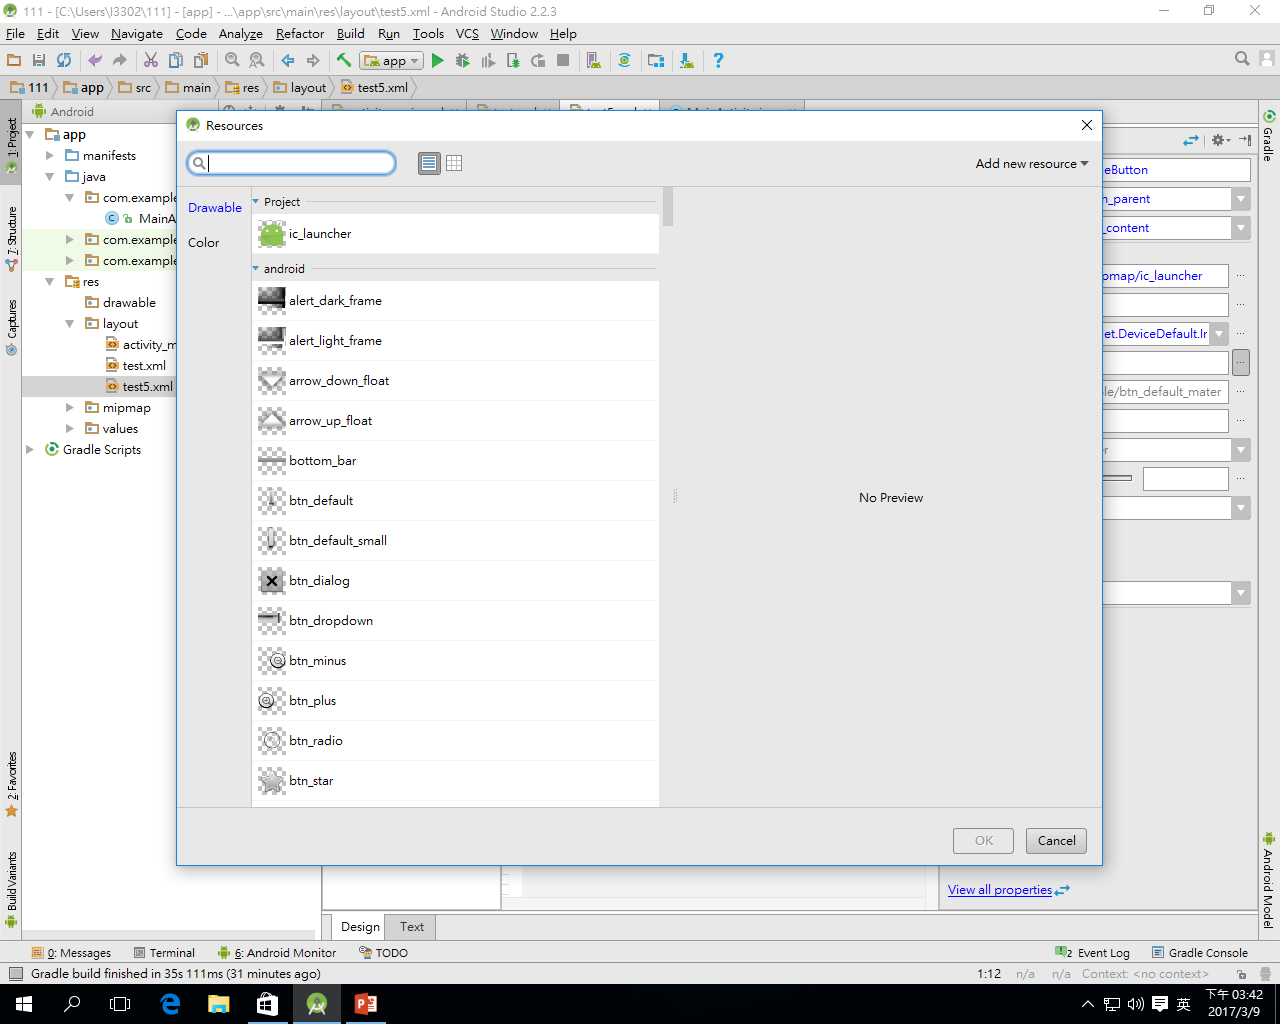 111 - [C:\Users\I3302\111] - [app] - ...\app\src\main\res\layout\test5.xml - Android Studio 2.2.3
File Edit View Navigate Code Analyze Refactor Build Run Tools VCS Window Help
app
111 app src main res layout test5.xml
Android
1: Project
7: Structure
Captures
2: Favorites
Build Variants
app
manifests
java
com.example
MainA
com.example
com.example
res
drawable
layout
activity_m
test.xml
test5.xml
mipmap
values
Gradle Scripts
Resources
Add new resource
Drawable
Color
Project
ic_launcher
android
alert_dark_frame
alert_light_frame
arrow_down_float
arrow_up_float
bottom_bar
btn_default
btn_default_small
btn_dialog
btn_dropdown
btn_minus
btn_plus
btn_radio
btn_star
No Preview
OK Cancel
eButton
_parent
_content
pmap/ic_launcher
et.DeviceDefault.Ir
le/btn_default_mater
View all properties
Gradle
Android Model
Design Text
0: Messages Terminal 6: Android Monitor TODO
2 Event Log Gradle Console
Gradle build finished in 35s 111ms (31 minutes ago)
1:12 n/a n/a Context: <no context>
英
下午 03:42
2017/3/9